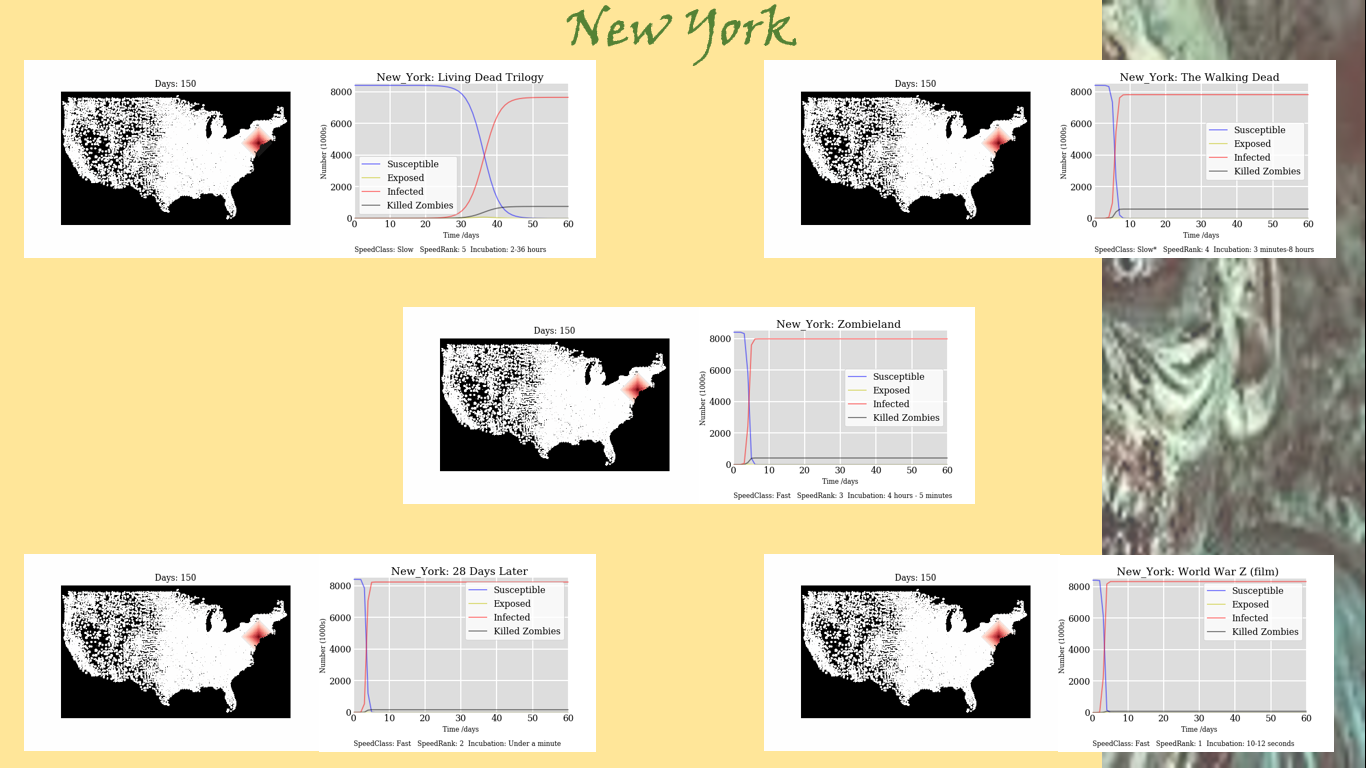 New York
Days: 150
New_York: Living Dead Trilogy
Number (1000s)
8000
6000
4000
2000
0
Susceptible
Exposed
Infected
Killed Zombies
0 10 20 30 40 50 60
Time /days
SpeedClass: Slow SpeedRank: 5 Incubation: 2-36 hours
Days: 150
New_York: The Walking Dead
Number (1000s)
8000
6000
4000
2000
0
Susceptible
Exposed
Infected
Killed Zombies
0 10 20 30 40 50 60
Time /days
SpeedClass: Slow* SpeedRank: 4 Incubation: 3 minutes-8 hours
Days: 150
New_York: Zombieland
Number (1000s)
8000
6000
4000
2000
0
Susceptible
Exposed
Infected
Killed Zombies
0 10 20 30 40 50 60
Time /days
SpeedClass: Fast SpeedRank: 3 Incubation: 4 hours - 5 minutes
Days: 150
New_York: 28 Days Later
Number (1000s)
8000
6000
4000
2000
0
Susceptible
Exposed
Infected
Killed Zombies
0 10 20 30 40 50 60
Time /days
SpeedClass: Fast SpeedRank: 2 Incubation: Under a minute
Days: 150
New_York: World War Z (film)
Number (1000s)
8000
6000
4000
2000
0
Susceptible
Exposed
Infected
Killed Zombies
0 10 20 30 40 50 60
Time /days
SpeedClass: Fast SpeedRank: 1 Incubation: 10-12 seconds